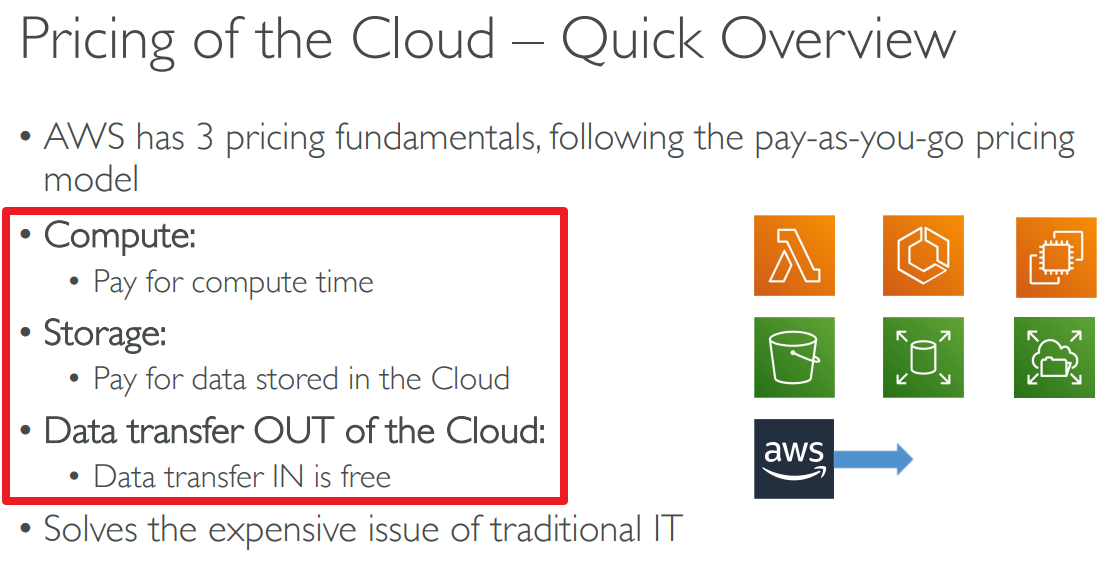 Pricing of the Cloud – Quick Overview
• AWS has 3 pricing fundamentals, following the pay-as-you-go pricing
model
• Compute:
• Pay for compute time
• Storage:
• Pay for data stored in the Cloud
• Data transfer OUT of the Cloud:
• Data transfer IN is free
aws
• Solves the expensive issue of traditional IT